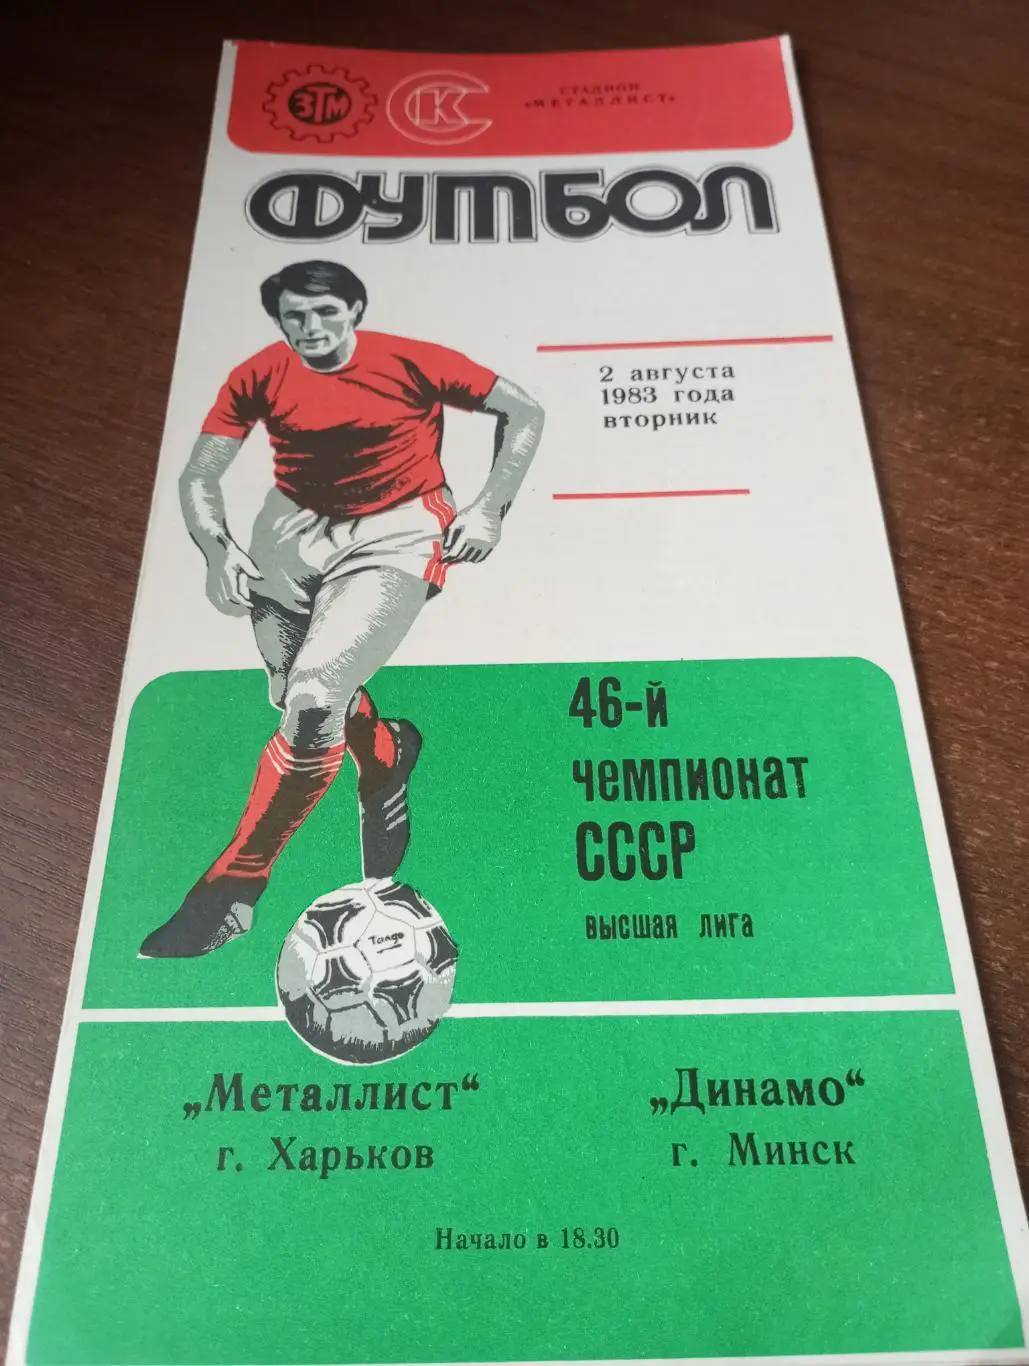 ЗТМ
СК
СТАДИОН
«МЕТАЛЛИСТ»
ФУТБОЛ
2 августа
1983 года
вторник
46-й
чемпионат
СССР
высшая лига
Tango
„Металлист“
г. Харьков
„Динамо“
г. Минск
Начало в 18.30